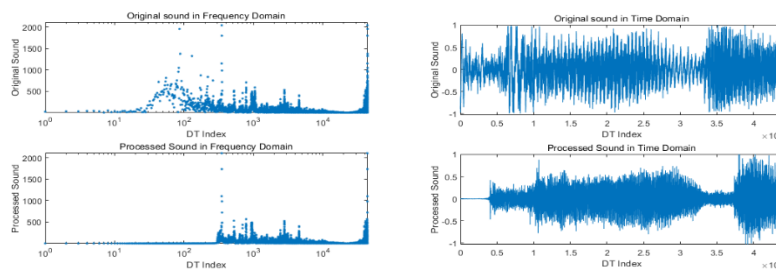 Original sound in Frequency Domain
Original Sound
2000
1500
1000
500
10^0
10^1
10^2
10^3
10^4
DT Index
Processed Sound in Frequency Domain
Processed Sound
2000
1500
1000
500
10^0
10^1
10^2
10^3
10^4
DT Index
Original sound in Time Domain
Original Sound
1
0.5
0
-0.5
-1
0 0.5 1 1.5 2 2.5 3 3.5 4
DT Index
Processed Sound in Time Domain
Processed Sound
1
0.5
0
-0.5
-1
0 0.5 1 1.5 2 2.5 3 3.5 4
DT Index